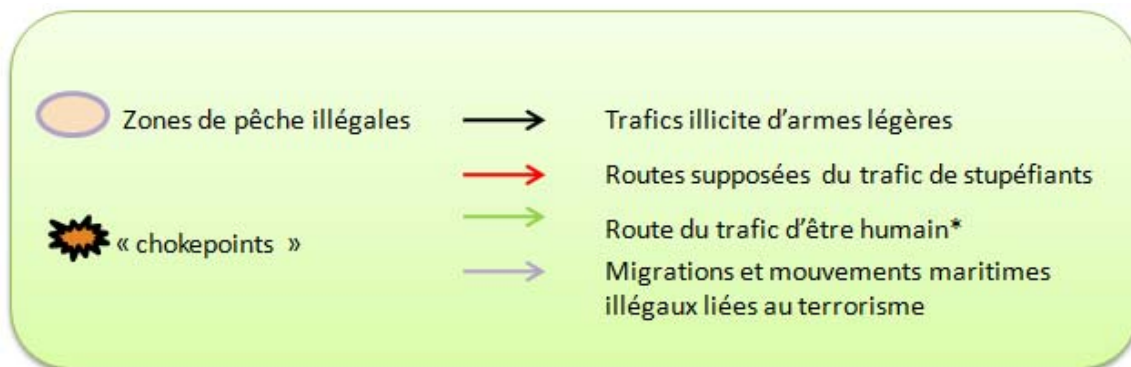 Zones de pêche illégales
« chokepoints »
Trafics illicite d'armes légères
Routes supposées du trafic de stupéfiants
Route du trafic d'être humain*
Migrations et mouvements maritimes
illégaux liées au terrorisme